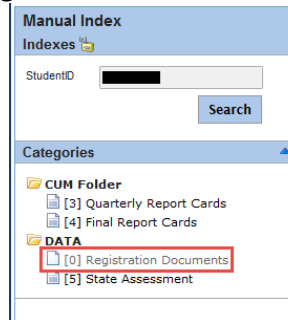 Manual Index
Indexes
StudentID
Search
Categories
CUM Folder
[3] Quarterly Report Cards
[4] Final Report Cards
DATA
[0] Registration Documents
[5] State Assessment